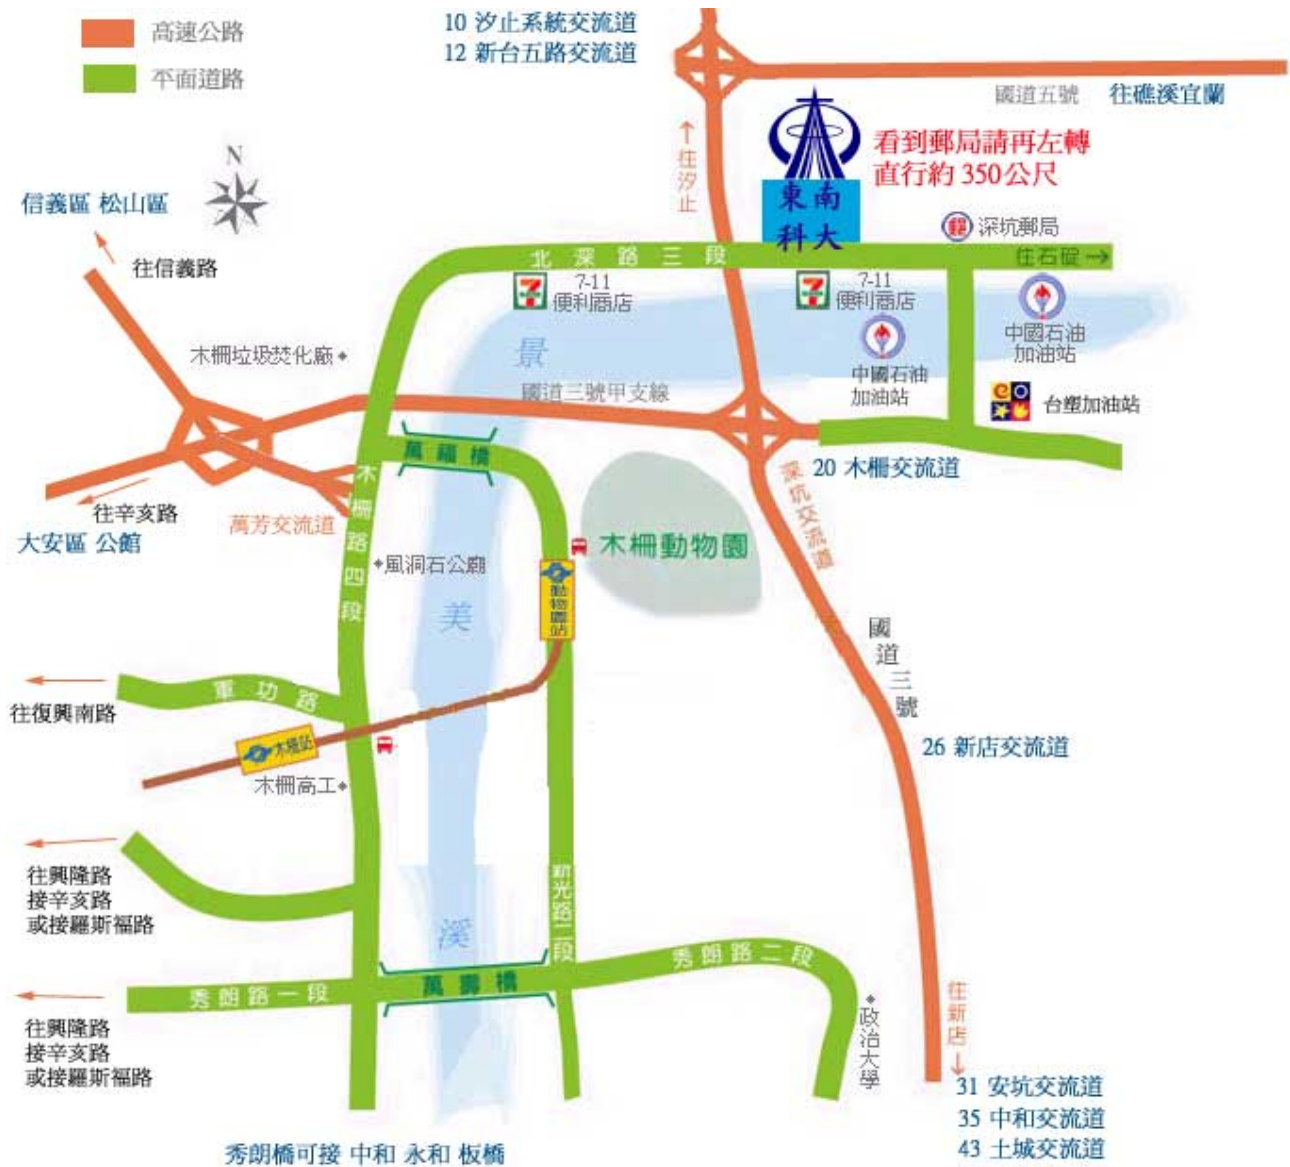 10 汐止系統交流道
高速公路
12 新台五路交流道
平面道路
國道五號
往礁溪宜蘭
看到郵局請再左轉
直行約 350公尺
↑往汐止
N
東南
科大
信義區 松山區
深坑郵局
北深路三段
往石碇→
往信義路
7-11
便利商店
7-11
便利商店
中國石油
加油站
中國石油
加油站
木柵垃圾焚化廠
景
國道三號甲支線
台塑加油站
萬福橋
20 木柵交流道
木柵路四段
深坑交流道
往辛亥路
萬芳交流道
大安區 公館
木柵動物園
風洞石公廟
動物園站
美
國道三號
軍功路
往復興南路
木柵站
26 新店交流道
木柵高工
往興隆路
接辛亥路
或接羅斯福路
新光路二段
溪
秀朗路二段
秀朗路一段
萬壽橋
往新店↓
政治大學
往興隆路
接辛亥路
或接羅斯福路
31 安坑交流道
35 中和交流道
43 土城交流道
秀朗橋可接 中和 永和 板橋